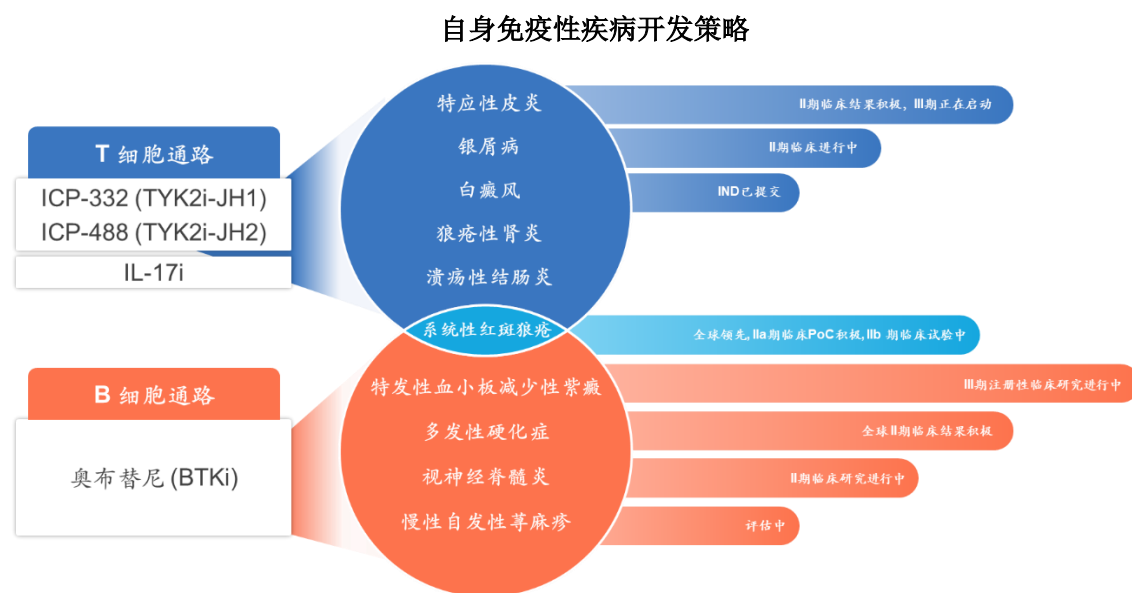 自身免疫性疾病开发策略
T 细胞通路
ICP-332 (TYK2i-JH1)
ICP-488 (TYK2i-JH2)
IL-17i
特应性皮炎
II期临床结果积极，III期正在启动
银屑病
II期临床进行中
白癜风
IND已提交
狼疮性肾炎
溃疡性结肠炎
系统性红斑狼疮
全球领先,IIa期临床PoC积极,IIb 期临床试验中
B 细胞通路
奥布替尼 (BTKi)
特发性血小板减少性紫癜
III期注册性临床研究进行中
多发性硬化症
全球II期临床结果积极
视神经脊髓炎
II期临床研究进行中
慢性自发性荨麻疹
评估中